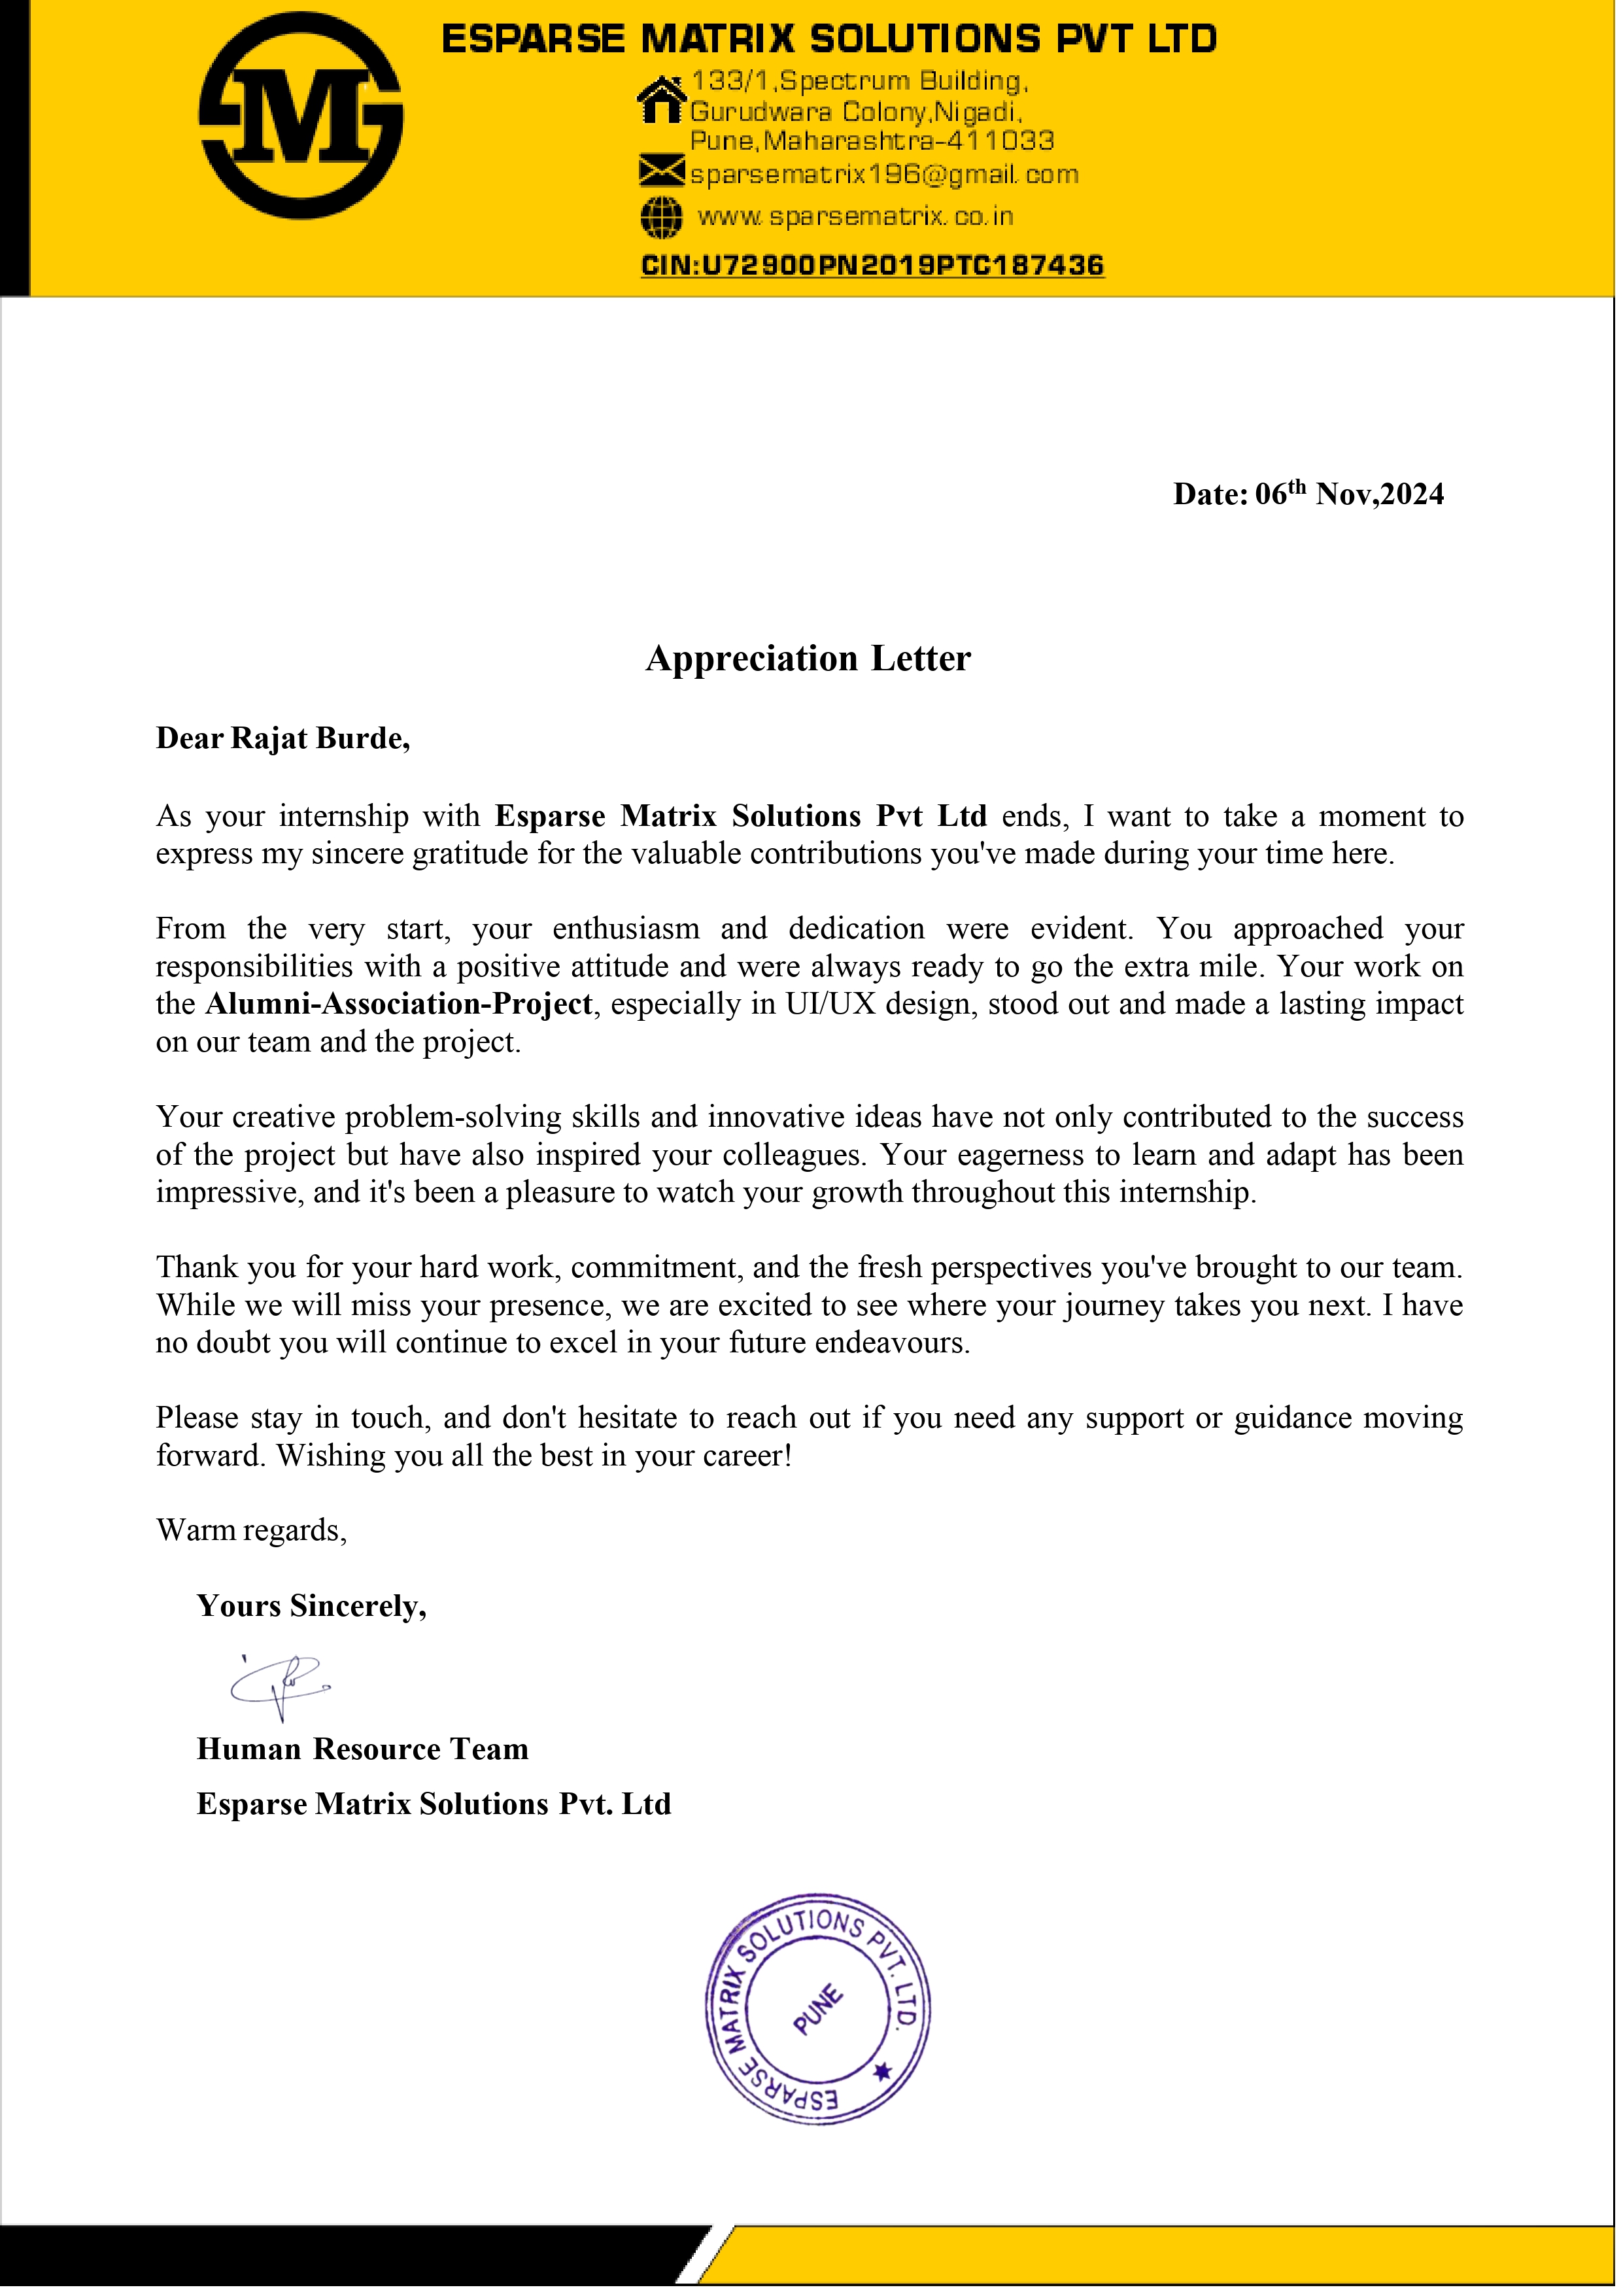 M
ESPARSE MATRIX SOLUTIONS PVT LTD
133/1,Spectrum Building,
Gurudwara Colony,Nigadi,
Pune,Maharashtra-411033
sparsematrix196@gmail.com
www.sparsematrix.co.in
CIN:U72900PN2019PTC187436
Date: 06th Nov,2024
Appreciation Letter
Dear Rajat Burde,
As your internship with Esparse Matrix Solutions Pvt Ltd ends, I want to take a moment to
express my sincere gratitude for the valuable contributions you've made during your time here.
From the very start, your enthusiasm and dedication were evident. You approached your
responsibilities with a positive attitude and were always ready to go the extra mile. Your work on
the Alumni-Association-Project, especially in UI/UX design, stood out and made a lasting impact
on our team and the project.
Your creative problem-solving skills and innovative ideas have not only contributed to the success
of the project but have also inspired your colleagues. Your eagerness to learn and adapt has been
impressive, and it's been a pleasure to watch your growth throughout this internship.
Thank you for your hard work, commitment, and the fresh perspectives you've brought to our team.
While we will miss your presence, we are excited to see where your journey takes you next. I have
no doubt you will continue to excel in your future endeavours.
Please stay in touch, and don't hesitate to reach out if you need any support or guidance moving
forward. Wishing you all the best in your career!
Warm regards,
Yours Sincerely,
Human Resource Team
Esparse Matrix Solutions Pvt. Ltd
ESPARSE MATRIX SOLUTIONS PVT. LTD.
PUNE